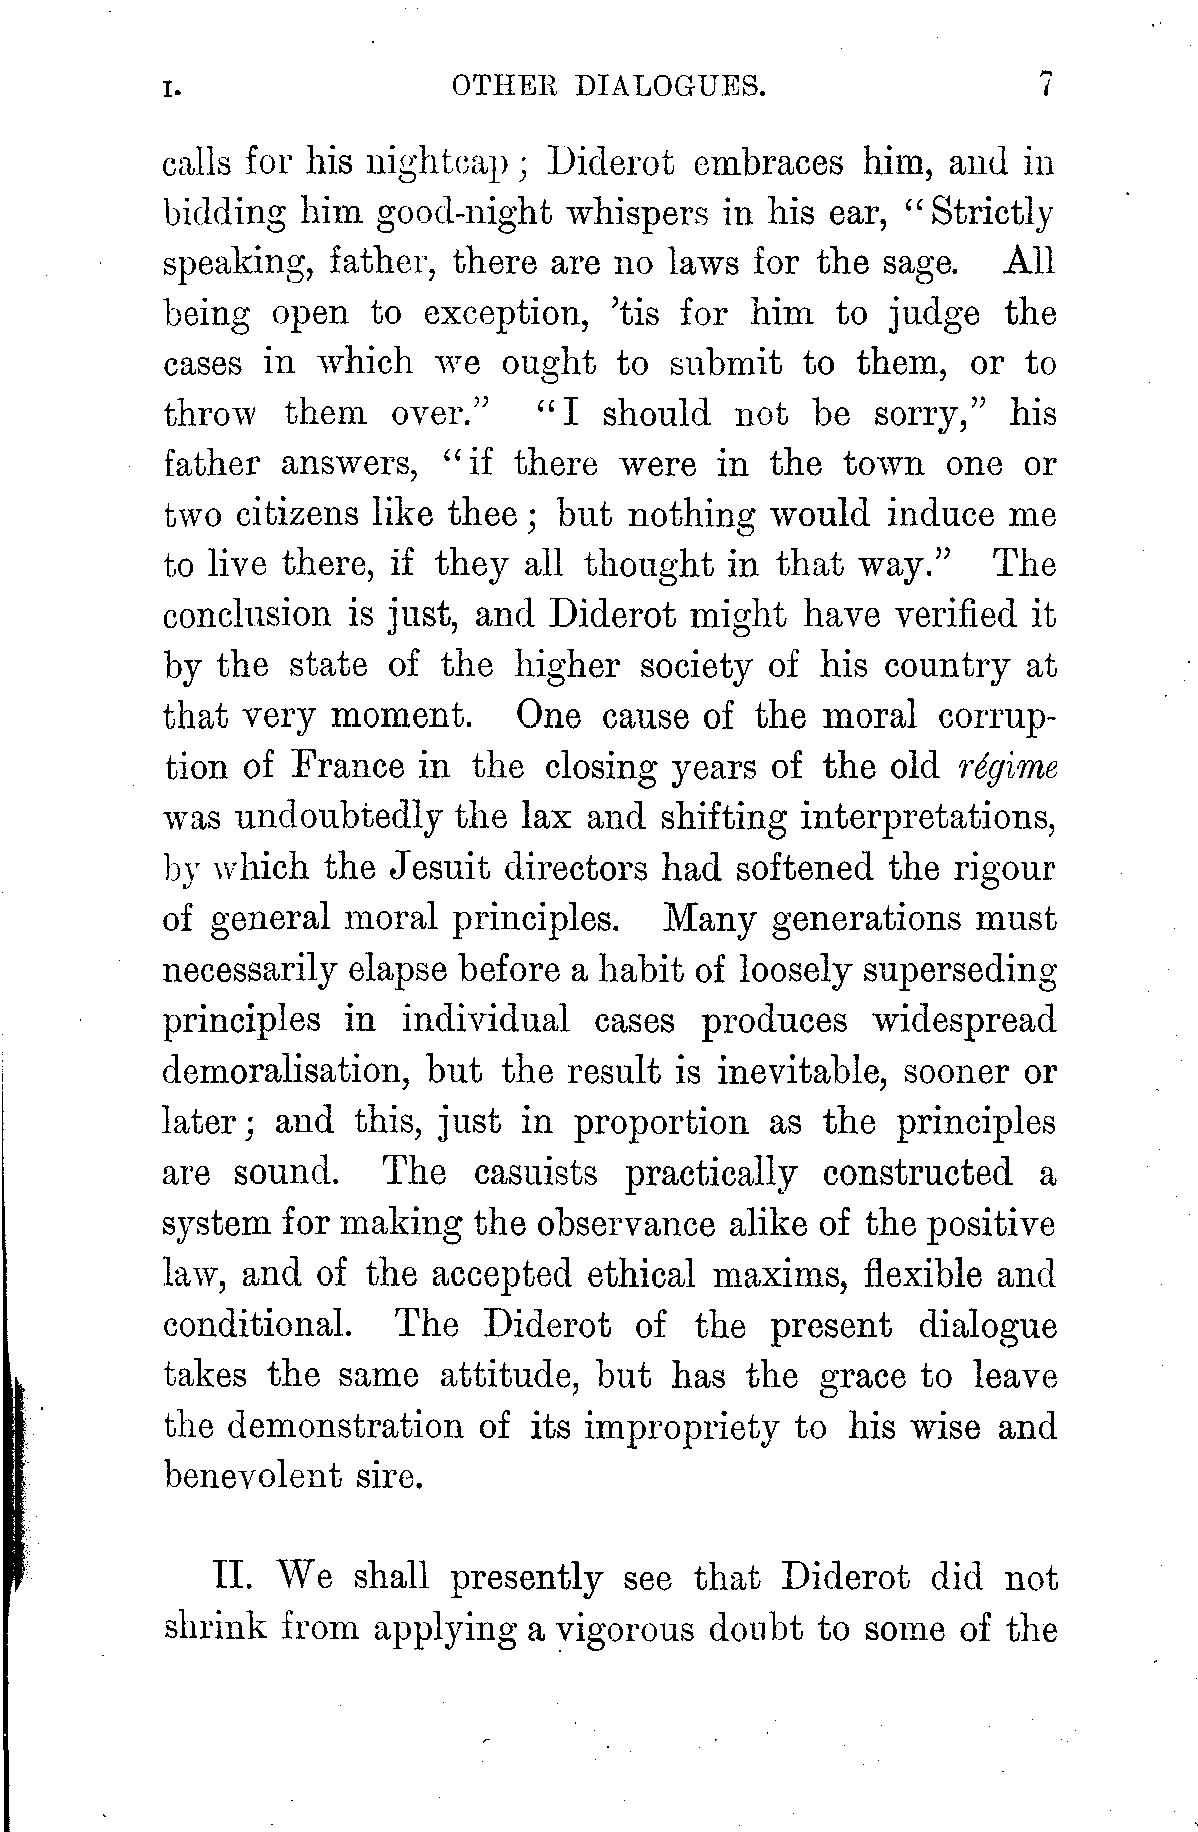 I. OTHER DIALOGUES. 7
calls for his nightcap; Diderot embraces him, and in
bidding him good-night whispers in his ear, "Strictly
speaking, father, there are no laws for the sage. All
being open to exception, 'tis for him to judge the
cases in which we ought to submit to them, or to
throw them over." "I should not be sorry," his
father answers, "if there were in the town one or
two citizens like thee; but nothing would induce me
to live there, if they all thought in that way." The
conclusion is just, and Diderot might have verified it
by the state of the higher society of his country at
that very moment. One cause of the moral corrup-
tion of France in the closing years of the old régime
was undoubtedly the lax and shifting interpretations,
by which the Jesuit directors had softened the rigour
of general moral principles. Many generations must
necessarily elapse before a habit of loosely superseding
principles in individual cases produces widespread
demoralisation, but the result is inevitable, sooner or
later; and this, just in proportion as the principles
are sound. The casuists practically constructed a
system for making the observance alike of the positive
law, and of the accepted ethical maxims, flexible and
conditional. The Diderot of the present dialogue
takes the same attitude, but has the grace to leave
the demonstration of its impropriety to his wise and
benevolent sire.
II. We shall presently see that Diderot did not
shrink from applying a vigorous doubt to some of the